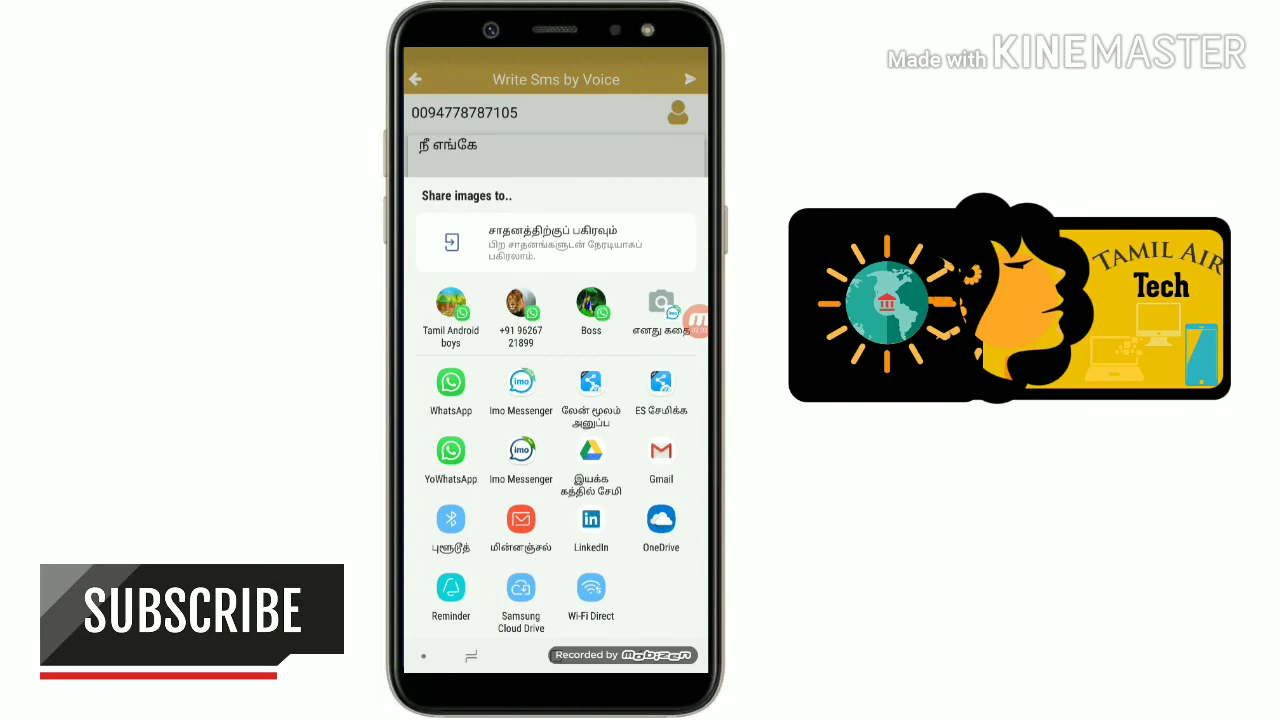 Made with KINEMASTER
Write Sms by Voice
0094778787105
நீ எங்கே
Share images to..
சாதனத்திற்குப் பகிரவும்
பிற சாதனங்களுடன் நேரடியாகப்
பகிரலாம்.
Tamil Android
boys
+91 96267
21899
Boss
எனது கதை
WhatsApp
Imo Messenger
லேன் மூலம்
அனுப்ப
ES சேமிக்க
YoWhatsApp
Imo Messenger
இயக்க
கத்தில் சேமி
Gmail
புளூடூத்
மின்னஞ்சல்
LinkedIn
OneDrive
Reminder
Samsung
Cloud Drive
Wi-Fi Direct
Recorded by mobizen
TAMIL AIR
Tech
SUBSCRIBE